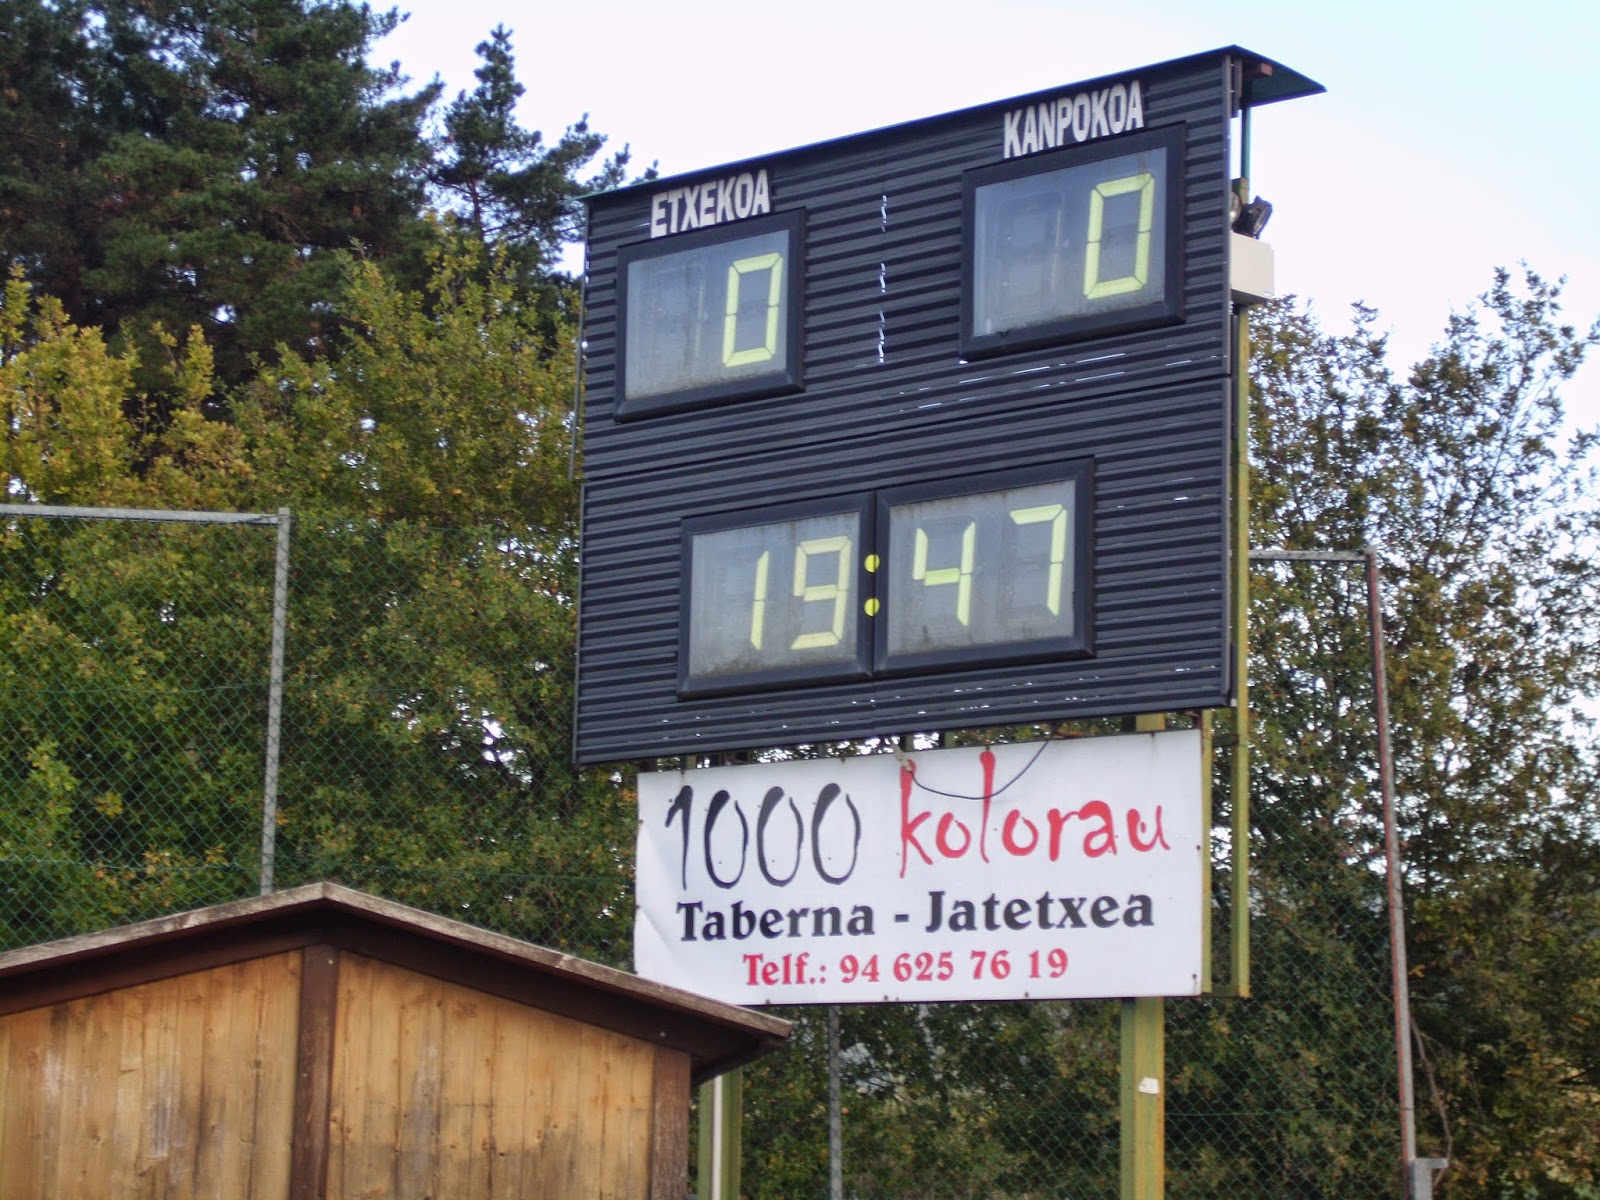 ETXEKOA KANPOKOA
0 0
19:47
1000 kolorau
Taberna - Jatetxea
Telf.: 94 625 76 19